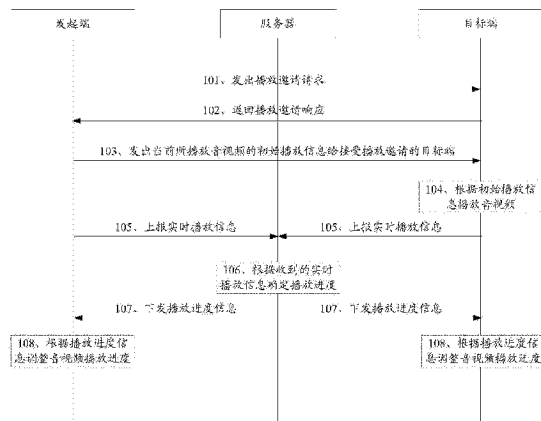 发起端
服务器
目标端
101、发出播放邀请请求
102、返回播放邀请响应
103、发出当前所播放音视频的初始播放信息给接受播放邀请的目标端
104、根据初始播放信
息播放音视频
105、上报实时播放信息
105、上报实时播放信息
106、根据收到的实时
播放信息确定播放进度
107、下发播放进度信息
107、下发播放进度信息
108、根据播放进度信
息调整音视频播放进度
108、根据播放进度信
息调整音视频播放进度